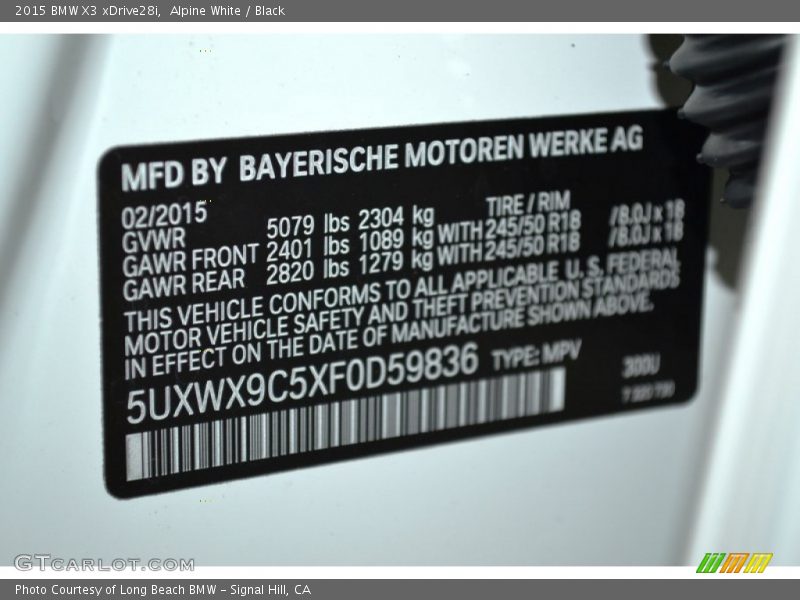 2015 BMW X3 xDrive28i, Alpine White / Black
MFD BY BAYERISCHE MOTOREN WERKE AG
02/2015 TIRE / RIM
GVWR 5079 lbs 2304 kg
GAWR FRONT 2401 lbs 1089 kg WITH 245/50 R18 /8.0J x 18
GAWR REAR 2820 lbs 1279 kg WITH 245/50 R18 /8.0J x 18
THIS VEHICLE CONFORMS TO ALL APPLICABLE U. S. FEDERAL
MOTOR VEHICLE SAFETY AND THEFT PREVENTION STANDARDS
IN EFFECT ON THE DATE OF MANUFACTURE SHOWN ABOVE.
5UXWX9C5XF0D59836 TYPE: MPV 300U
GTCARLOT.COM
Photo Courtesy of Long Beach BMW – Signal Hill, CA